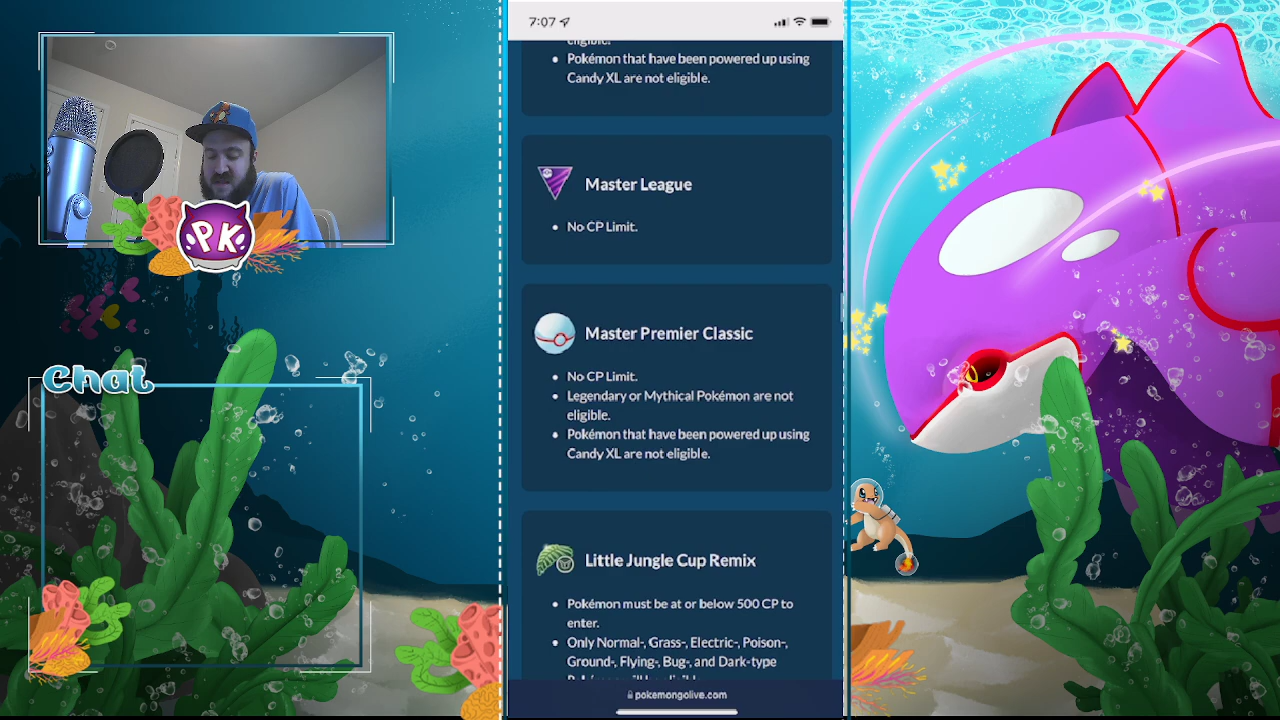 PK
Chat
7:07
eligible.
Pokémon that have been powered up using
Candy XL are not eligible.
Master League
No CP Limit.
Master Premier Classic
No CP Limit.
Legendary or Mythical Pokémon are not
eligible.
Pokémon that have been powered up using
Candy XL are not eligible.
Little Jungle Cup Remix
Pokémon must be at or below 500 CP to
enter.
Only Normal-, Grass-, Electric-, Poison-,
Ground-, Flying-, Bug-, and Dark-type
pokemongolive.com